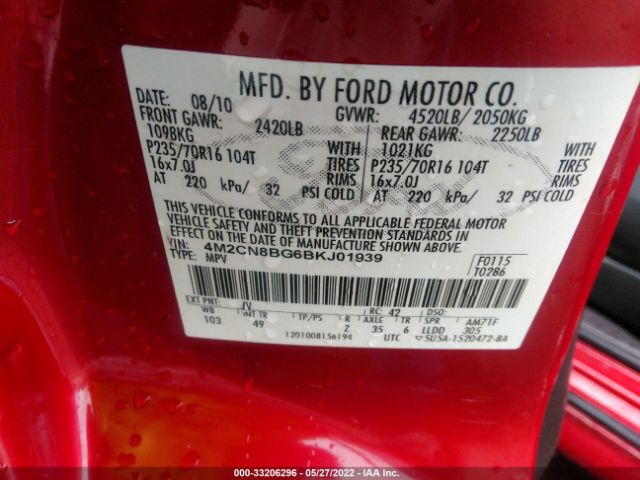 MFD. BY FORD MOTOR CO.
DATE: 08/10 GVWR: 4520LB/ 2050KG
FRONT GAWR: 2420LB REAR GAWR: 2250LB
1098KG WITH 1021KG WITH
P235/70R16 104T TIRES P235/70R16 104T TIRES
16x7.0J RIMS 16x7.0J RIMS
AT 220 kPa/ 32 PSI COLD AT 220 kPa/ 32 PSI COLD
THIS VEHICLE CONFORMS TO ALL APPLICABLE FEDERAL MOTOR
VEHICLE SAFETY AND THEFT PREVENTION STANDARDS IN
EFFECT ON THE DATE OF MANUFACTURE SHOWN ABOVE.
VIN: 4M2CN8BG6BKJ01939 F0115
TYPE: MPV T0286
EXT PNT: JV RC: 42 DSO:
WB INT TR TP/PS R AXLE TR SPR AM71F
103 49 Z 35 6 LLDD 305
1201008156194 UTC 5U5A-1520472-BA
000-33206296 - 05/27/2022 - IAA Inc.